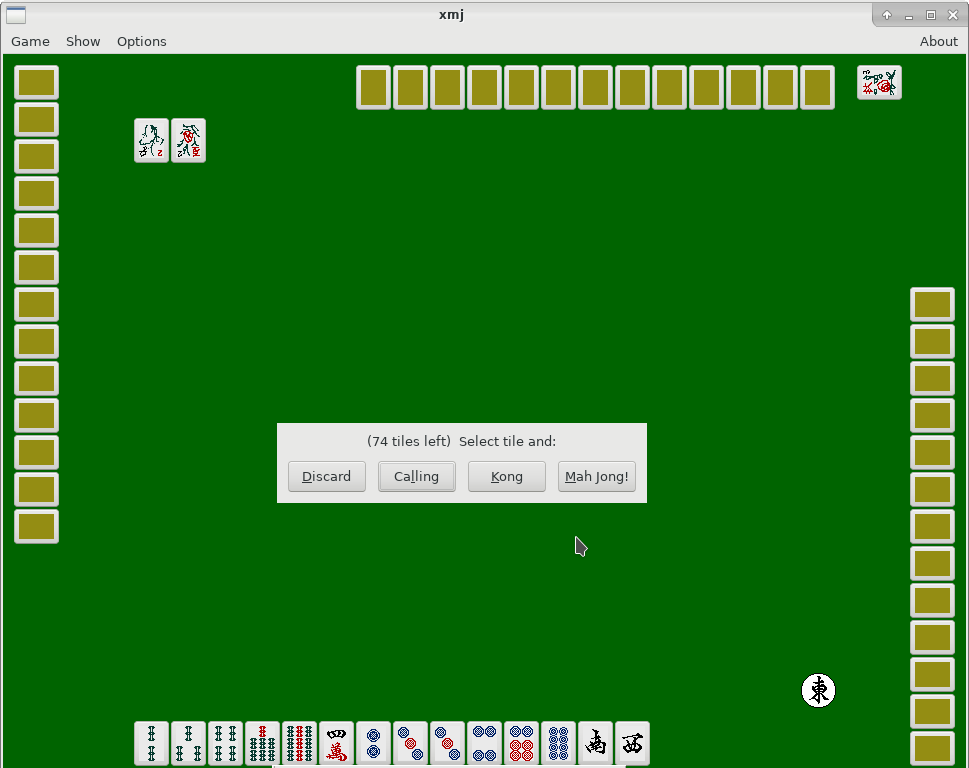 xmj
Game Show Options About
(74 tiles left) Select tile and:
Discard Calling Kong Mah Jong!
東
四萬 南 西